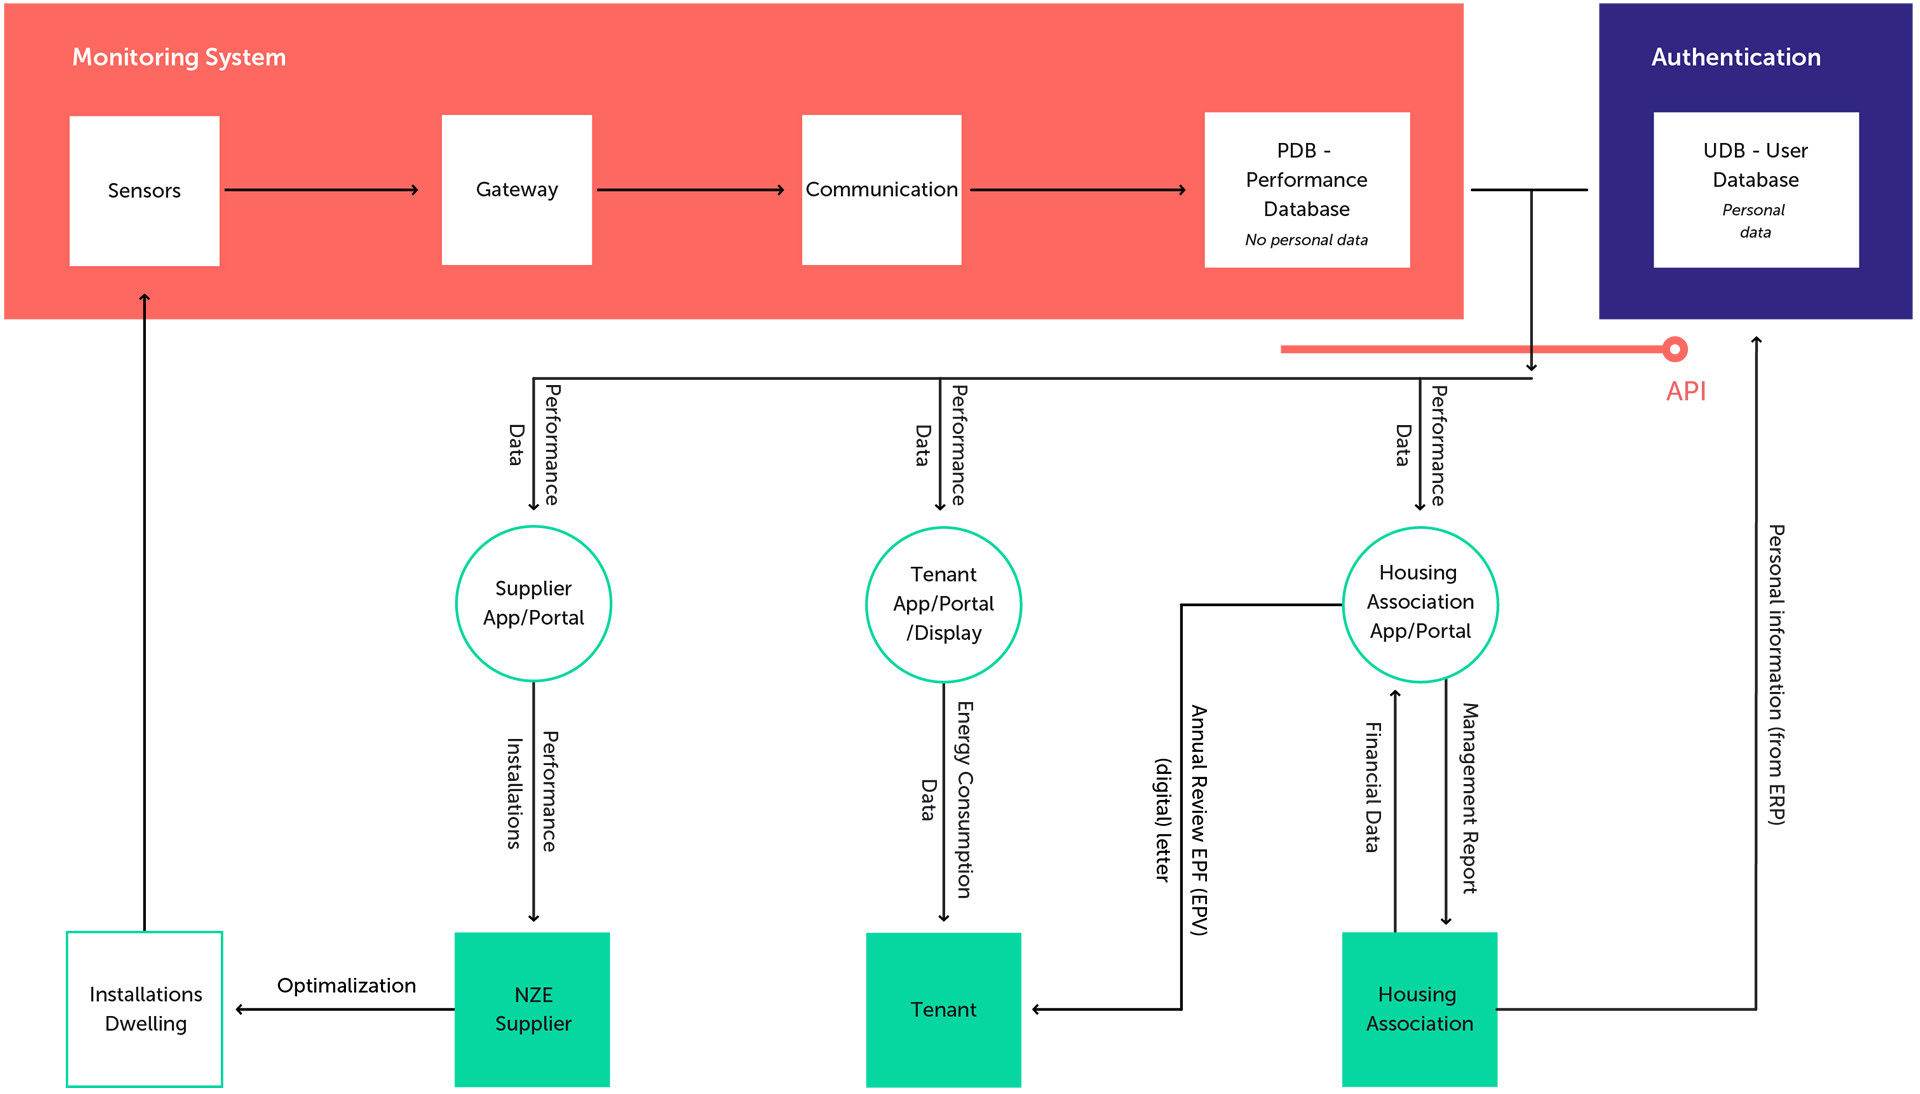 Monitoring System
Authentication
Sensors
Gateway
Communication
PDB -
Performance
Database
No personal data
UDB - User
Database
Personal
data
API
Performance
Data
Performance
Data
Performance
Data
Supplier
App/Portal
Tenant
App/Portal
/Display
Housing
Association
App/Portal
Performance
Installations
Energy Consumption
Data
Annual Review EPF (EPV)
(digital) letter
Financial Data
Management Report
Personal information (from ERP)
Installations
Dwelling
Optimalization
NZE
Supplier
Tenant
Housing
Association